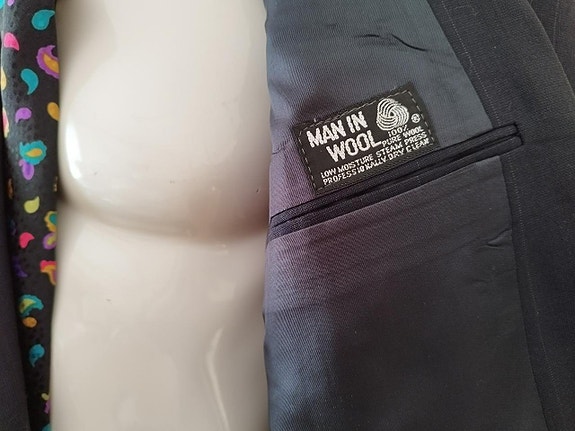 MAN IN
WOOL
100%
PURE WOOL
LOW MOISTURE STEAM PRESS
PROFESSIONALLY DRY CLEAN
®